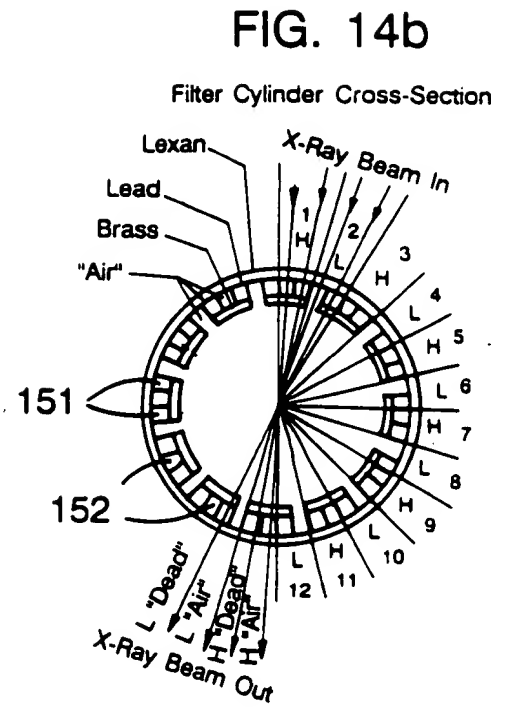 FIG. 14b
Filter Cylinder Cross-Section
Lexan
X-Ray Beam In
Lead
Brass
"Air"
1
H
2
L
3
H
4
L
5
H
6
L
7
H
8
L
9
H
10
L
11
H
12
L
151
152
L "Dead"
L "Air"
H "Dead"
H "Air"
X-Ray Beam Out